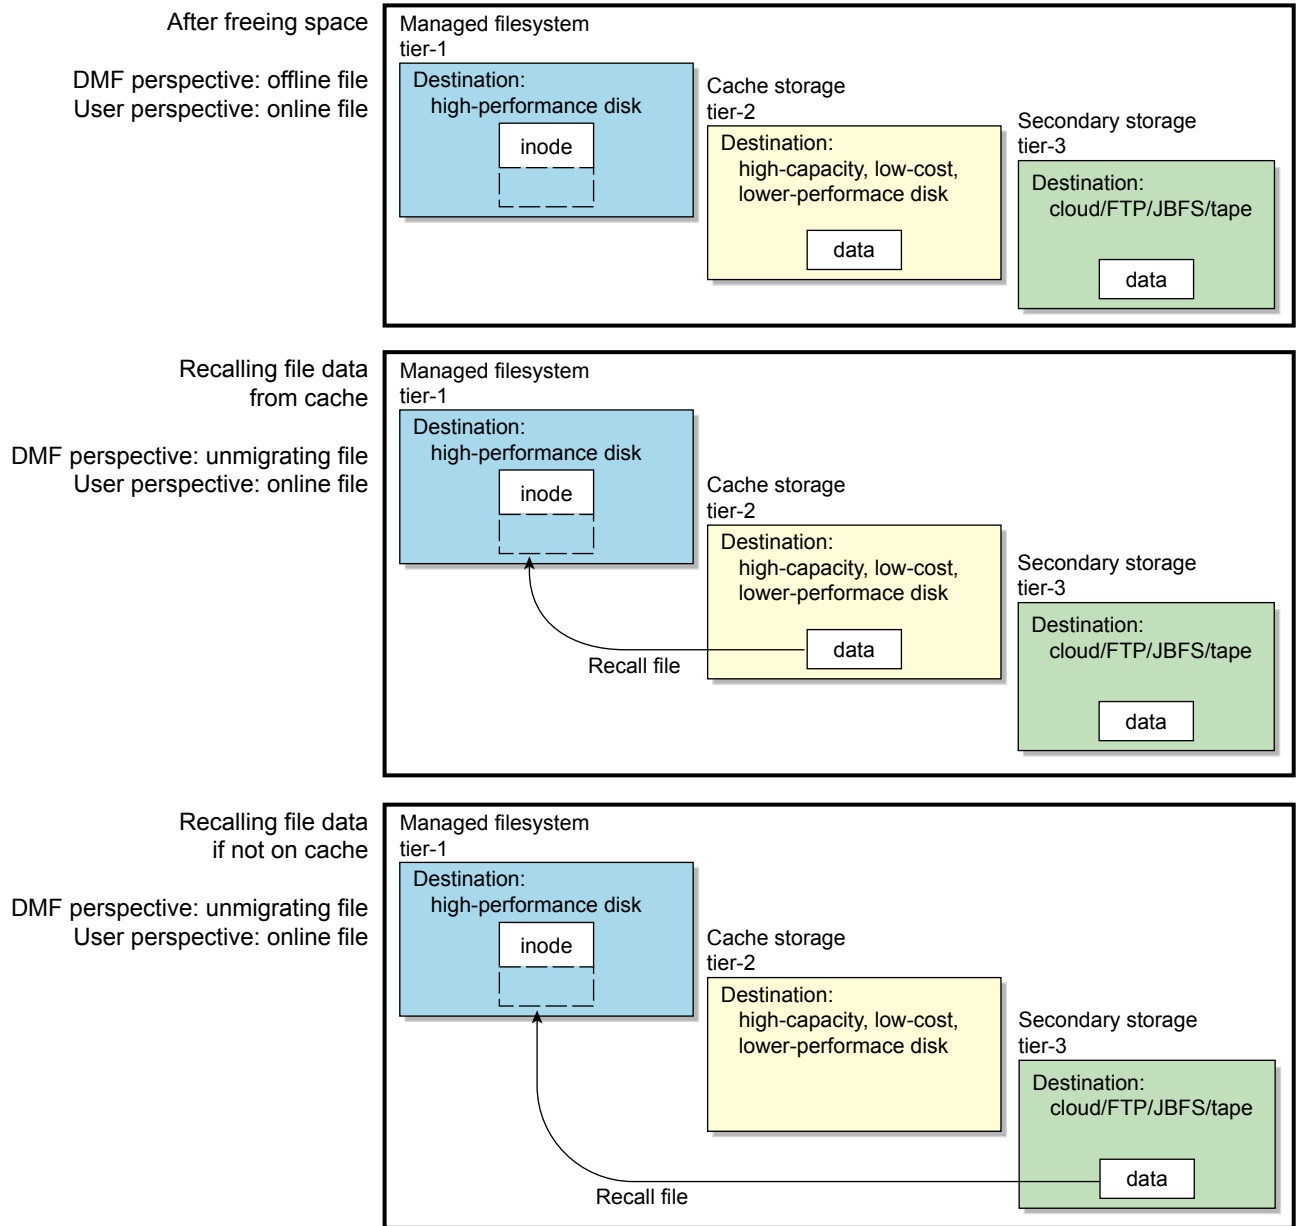 After freeing space
DMF perspective: offline file
User perspective: online file
Managed filesystem
tier-1
Destination:
high-performance disk
inode
Cache storage
tier-2
Destination:
high-capacity, low-cost,
lower-performace disk
data
Secondary storage
tier-3
Destination:
cloud/FTP/JBFS/tape
data
Recalling file data
from cache
DMF perspective: unmigrating file
User perspective: online file
Managed filesystem
tier-1
Destination:
high-performance disk
inode
Cache storage
tier-2
Destination:
high-capacity, low-cost,
lower-performace disk
data
Recall file
Secondary storage
tier-3
Destination:
cloud/FTP/JBFS/tape
data
Recalling file data
if not on cache
DMF perspective: unmigrating file
User perspective: online file
Managed filesystem
tier-1
Destination:
high-performance disk
inode
Cache storage
tier-2
Destination:
high-capacity, low-cost,
lower-performace disk
Secondary storage
tier-3
Destination:
cloud/FTP/JBFS/tape
data
Recall file